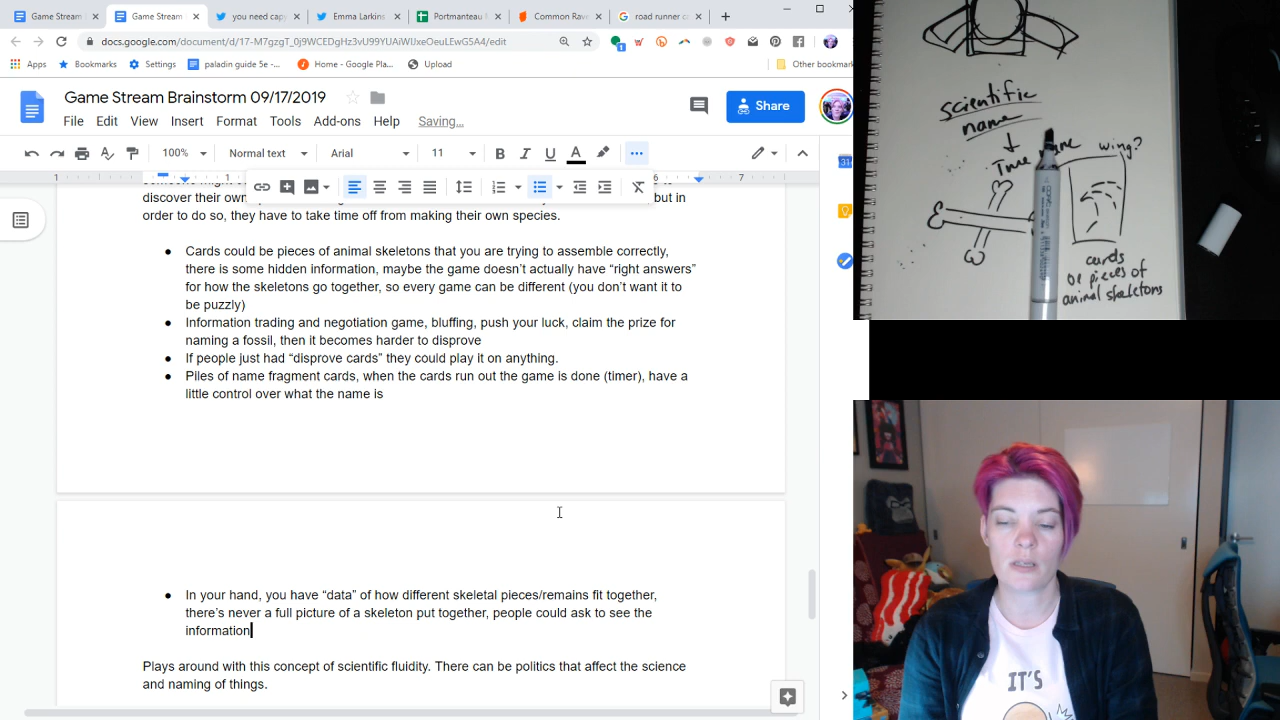 Game Stream
Game Stream
you need cap
Emma Larkins
Portmanteau
Common Rav
road runner c
docs.google.com/document/d/17-M7gzgT_0j9WCEDgHz3vU99YUAiWIJxeOeuLEwG5A4/edit
Apps
Bookmarks
Settings
paladin guide 5e -...
Home - Google Pla...
Upload
Other bookmar
Game Stream Brainstorm 09/17/2019
Share
File Edit View Insert Format Tools Add-ons Help Saving...
100% Normal text Arial 11 B I U A
1 1 6 7
discover their own
but in
order to do so, they have to take time off from making their own species.
● Cards could be pieces of animal skeletons that you are trying to assemble correctly,
there is some hidden information, maybe the game doesn't actually have “right answers”
for how the skeletons go together, so every game can be different (you don't want it to
be puzzly)
● Information trading and negotiation game, bluffing, push your luck, claim the prize for
naming a fossil, then it becomes harder to disprove
● If people just had “disprove cards” they could play it on anything.
● Piles of name fragment cards, when the cards run out the game is done (timer), have a
little control over what the name is
● In your hand, you have “data” of how different skeletal pieces/remains fit together,
there's never a full picture of a skeleton put together, people could ask to see the
information
Plays around with this concept of scientific fluidity. There can be politics that affect the science
and naming of things.
scientific
name
True
wing?
cards
of pieces of
animal skeletons
31
IT'S